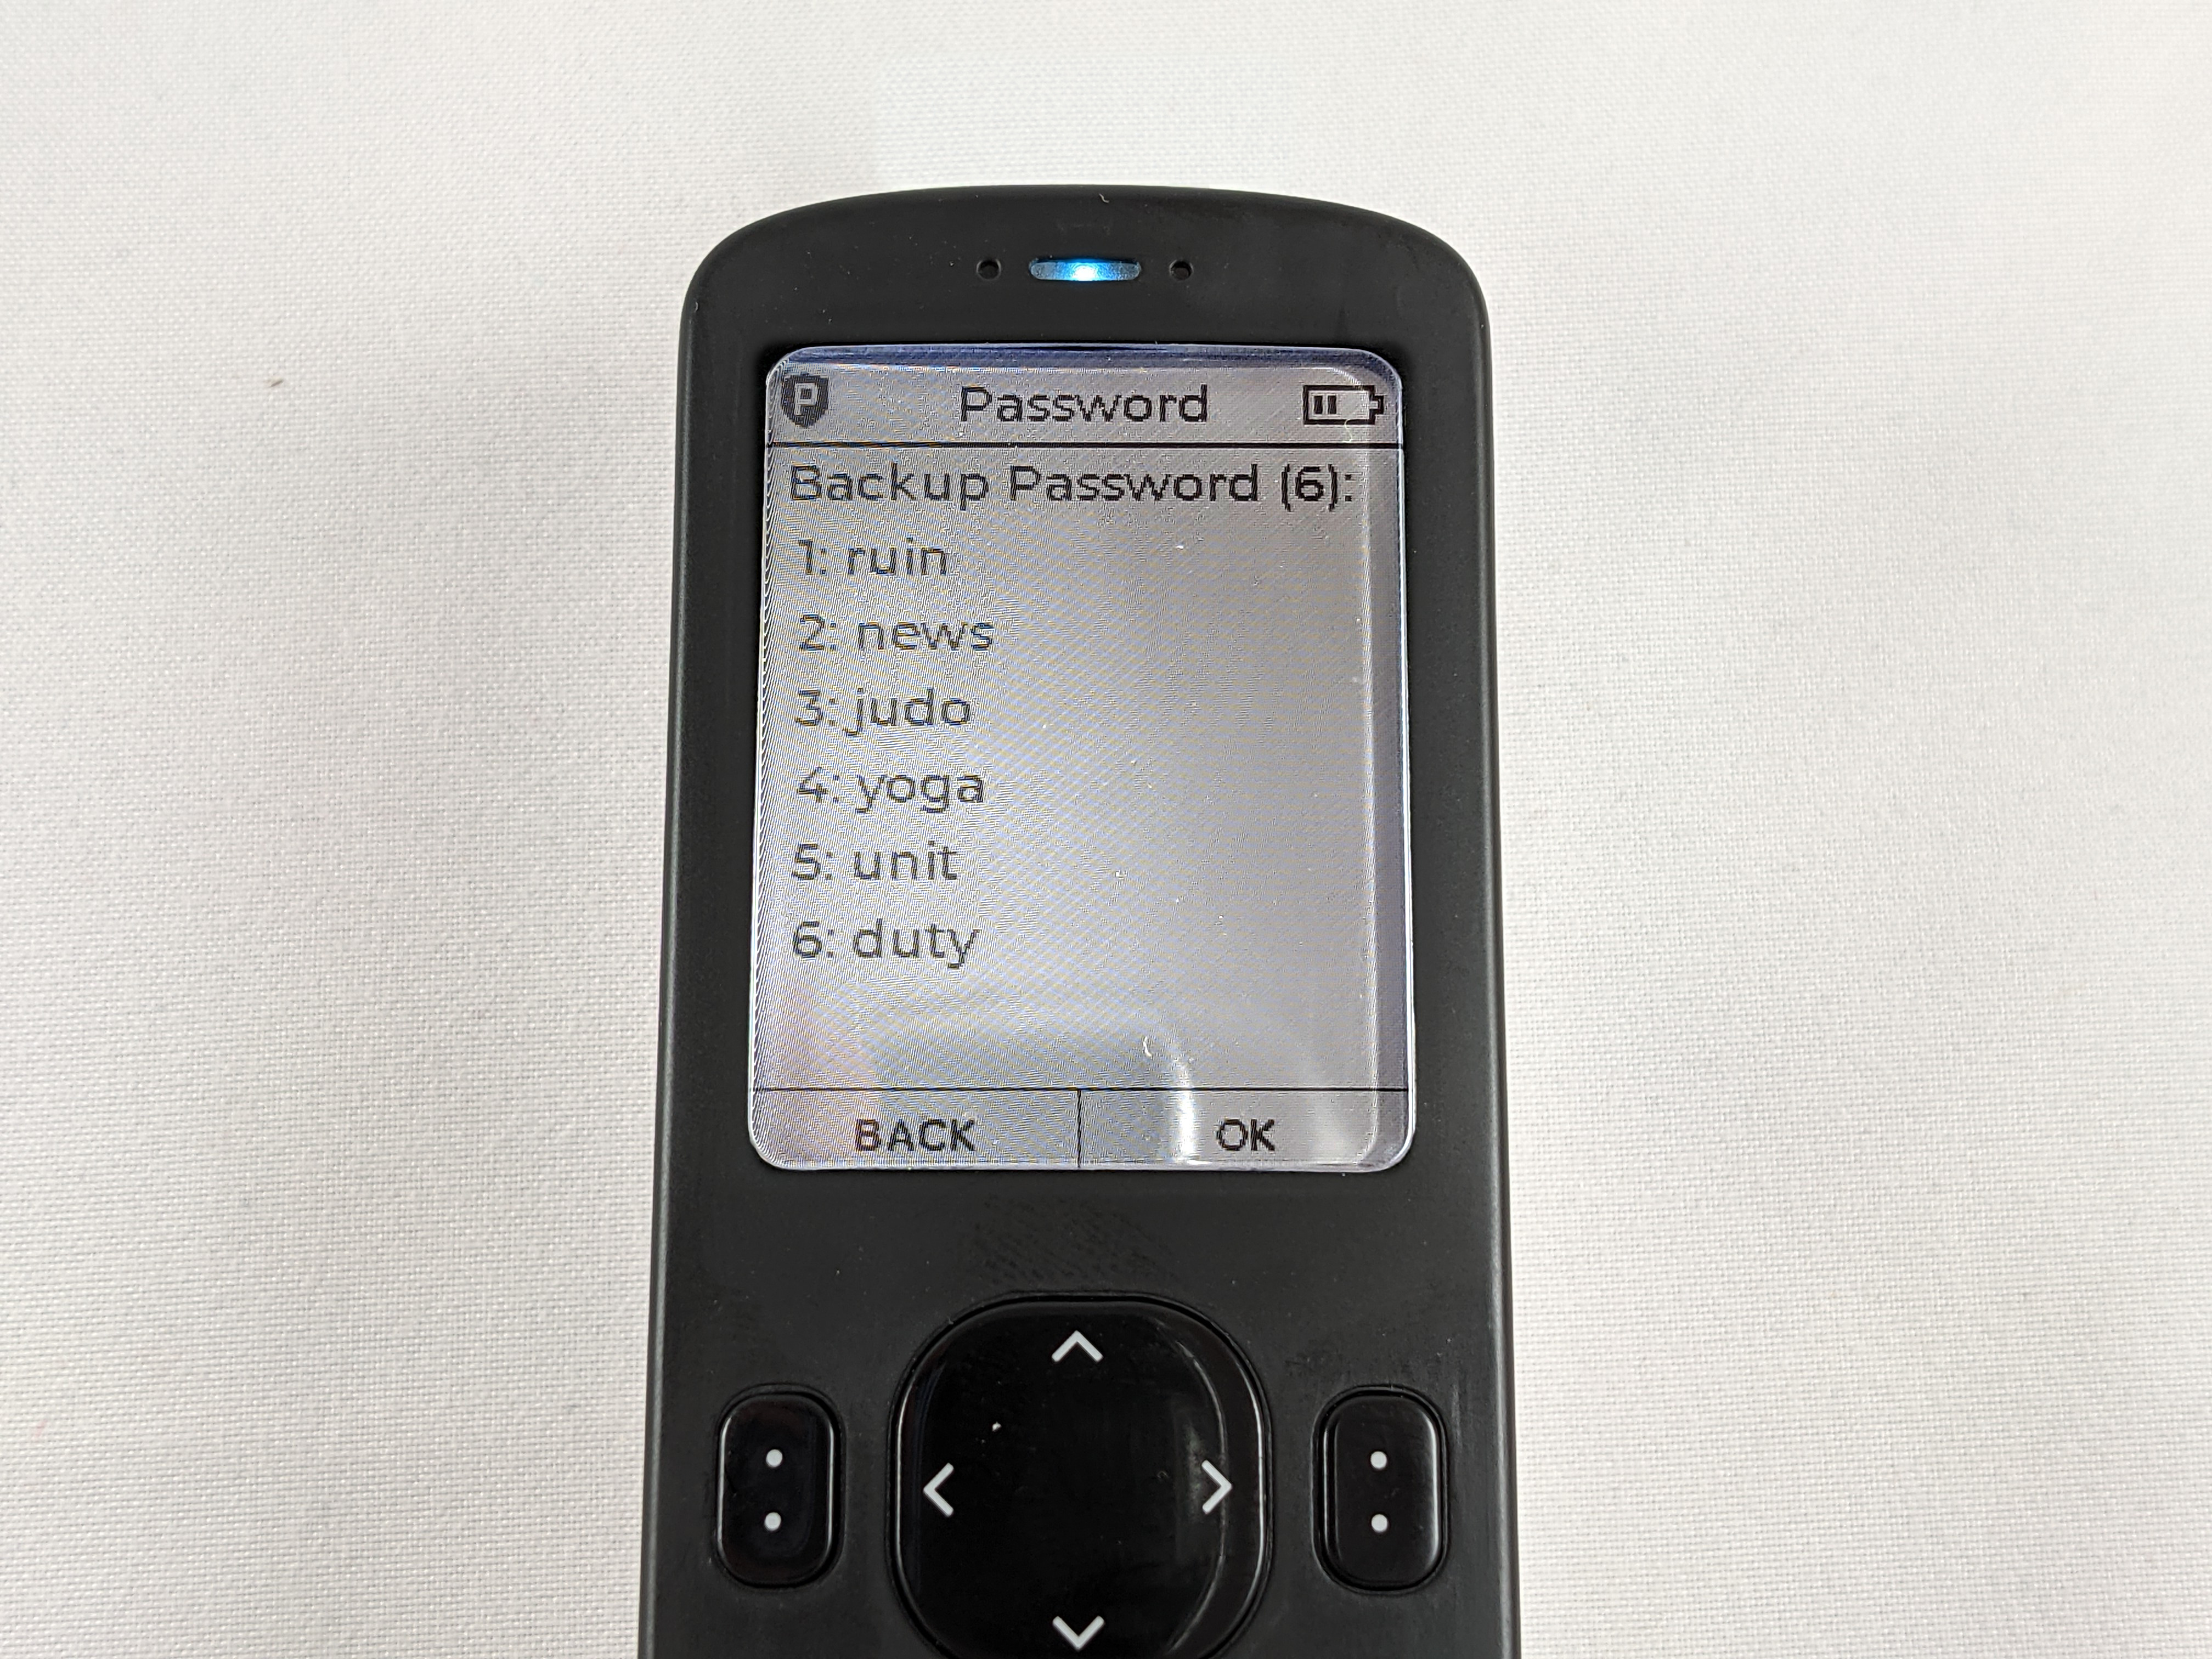 P Password
Backup Password (6):
1: ruin
2: news
3: judo
4: yoga
5: unit
6: duty
BACK OK